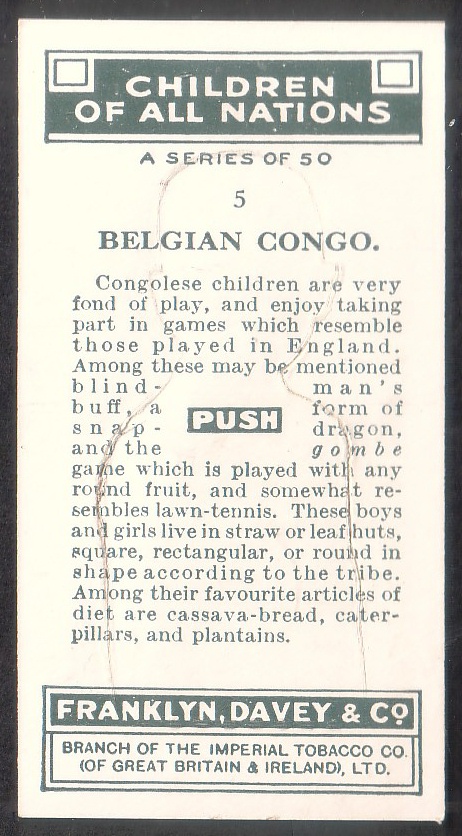 CHILDREN
OF ALL NATIONS
A SERIES OF 50
5
BELGIAN CONGO.
Congolese children are very
fond of play, and enjoy taking
part in games which resemble
those played in England.
Among these may be mentioned
blind- man's
buff, a form of
snap- PUSH dragon,
and the gombe
game which is played with any
round fruit, and somewhat re-
sembles lawn-tennis. These boys
and girls live in straw or leaf huts,
square, rectangular, or round in
shape according to the tribe.
Among their favourite articles of
diet are cassava-bread, cater-
pillars, and plantains.
FRANKLYN, DAVEY & Co.
BRANCH OF THE IMPERIAL TOBACCO CO.
(OF GREAT BRITAIN & IRELAND), LTD.